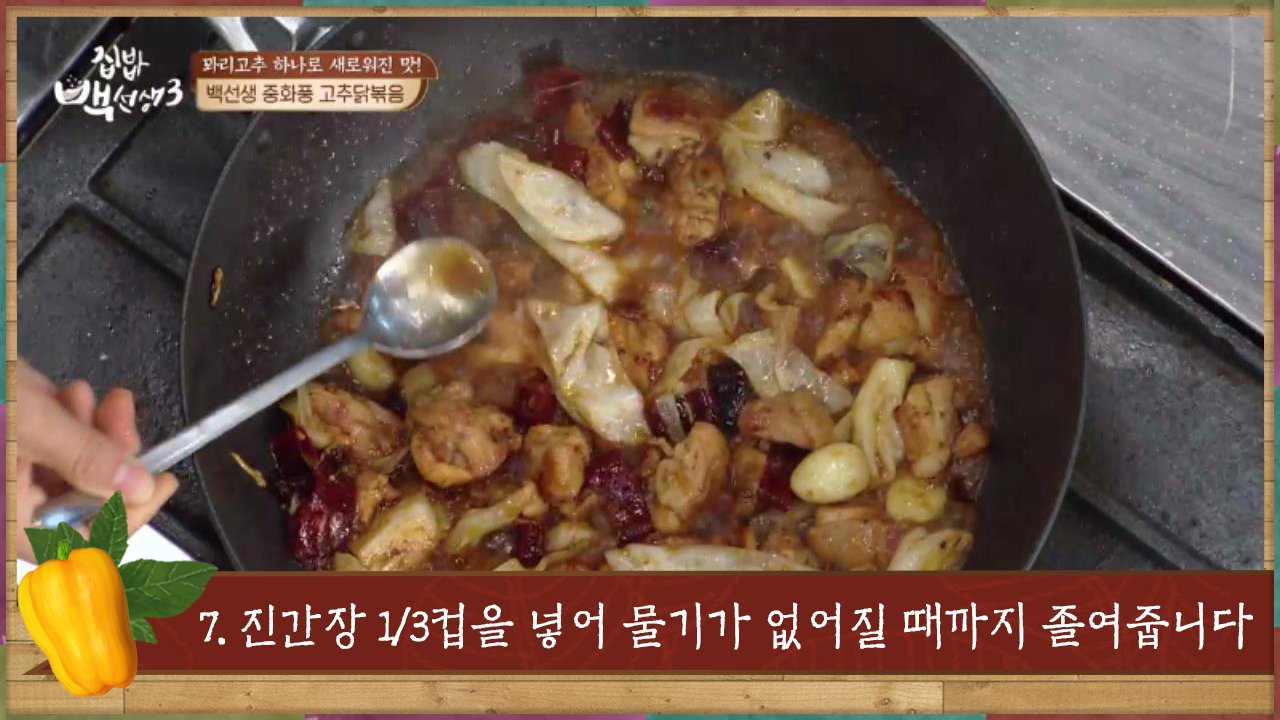 집밥
백선생3
꽈리고추 하나로 새로워진 맛!
백선생 중화풍 고추닭볶음
7. 진간장 1/3컵을 넣어 물기가 없어질 때까지 졸여줍니다